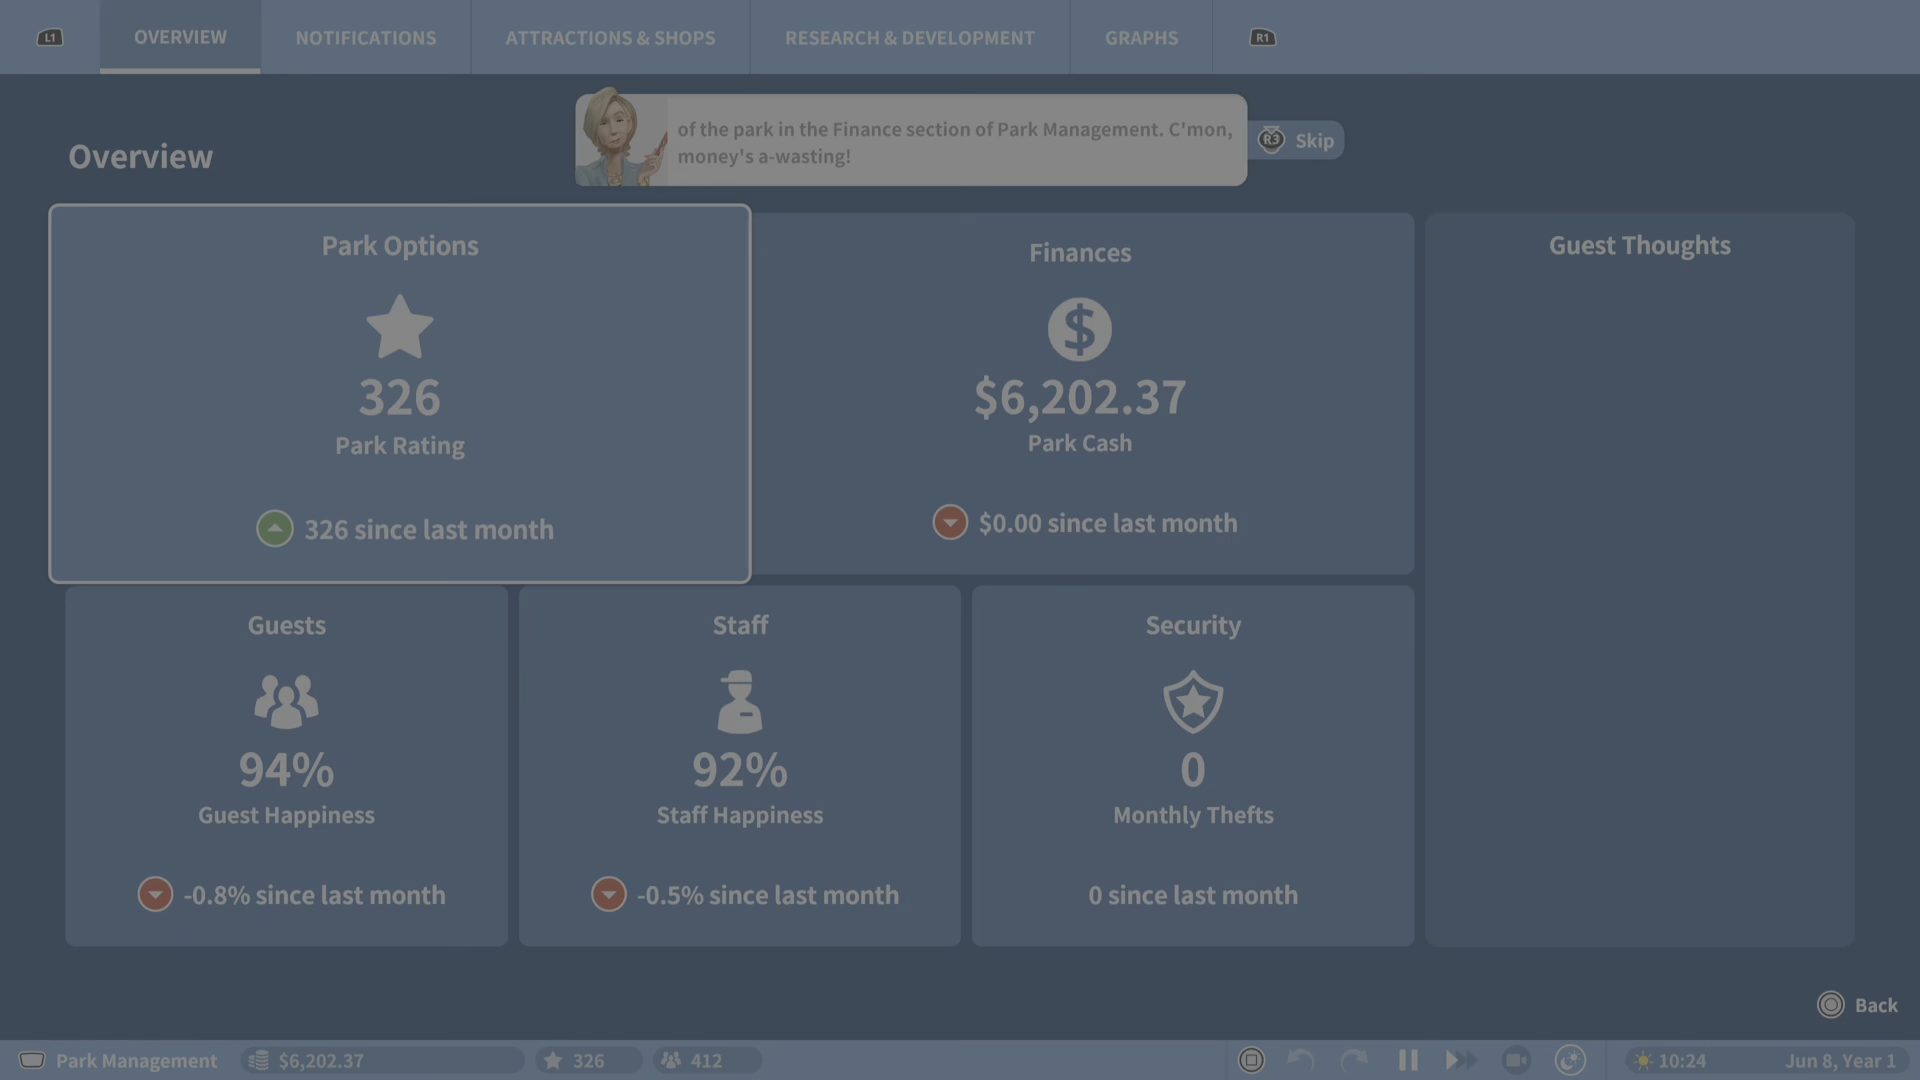 L1
OVERVIEW
NOTIFICATIONS
ATTRACTIONS & SHOPS
RESEARCH & DEVELOPMENT
GRAPHS
R1
of the park in the Finance section of Park Management. C'mon,
money's a-wasting!
R3 Skip
Overview
Park Options
326
Park Rating
326 since last month
Finances
$
$6,202.37
Park Cash
$0.00 since last month
Guest Thoughts
Guests
94%
Guest Happiness
-0.8% since last month
Staff
92%
Staff Happiness
-0.5% since last month
Security
0
Monthly Thefts
0 since last month
Back
Park Management
$6,202.37
326
412
10:24
Jun 8, Year 1